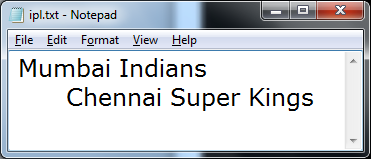 ipl.txt - Notepad
File Edit Format View Help
Mumbai Indians
Chennai Super Kings